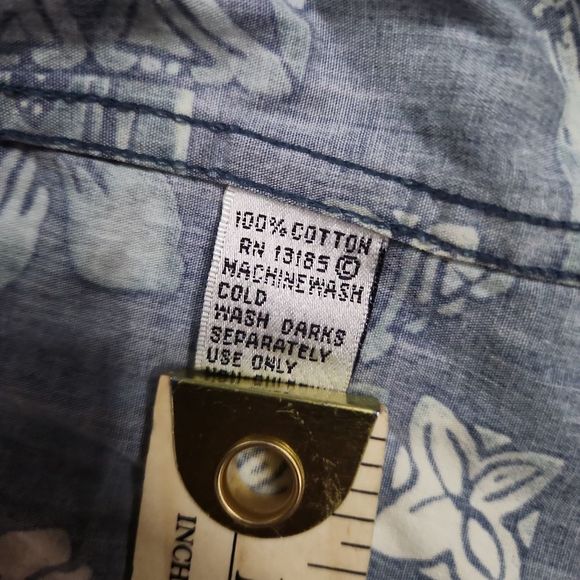 100% COTTON
RN 13185 ©
MACHINEWASH
COLD
WASH DARKS
SEPARATELY
USE ONLY
INCH